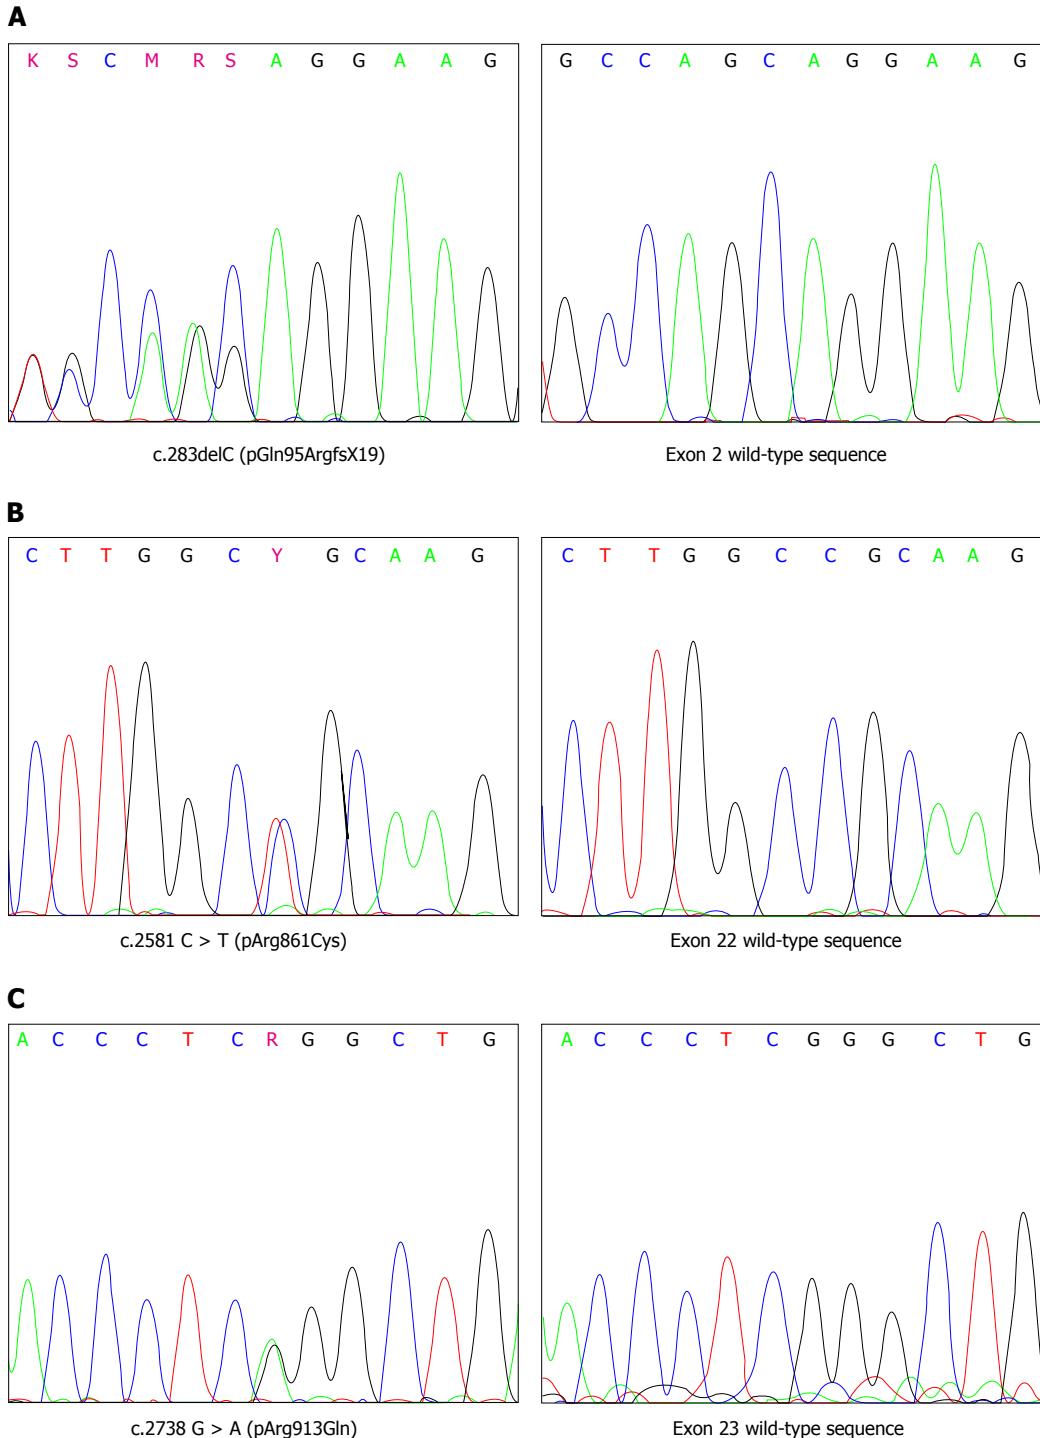 A
K S C M R S A G G A A G
G C C A G C A G G A A G
c.283delC (pGln95ArgfsX19)
Exon 2 wild-type sequence
B
C T T G G C Y G C A A G
C T T G G C C G C A A G
c.2581 C > T (pArg861Cys)
Exon 22 wild-type sequence
C
A C C C T C R G G C T G
A C C C T C G G G C T G
c.2738 G > A (pArg913Gln)
Exon 23 wild-type sequence